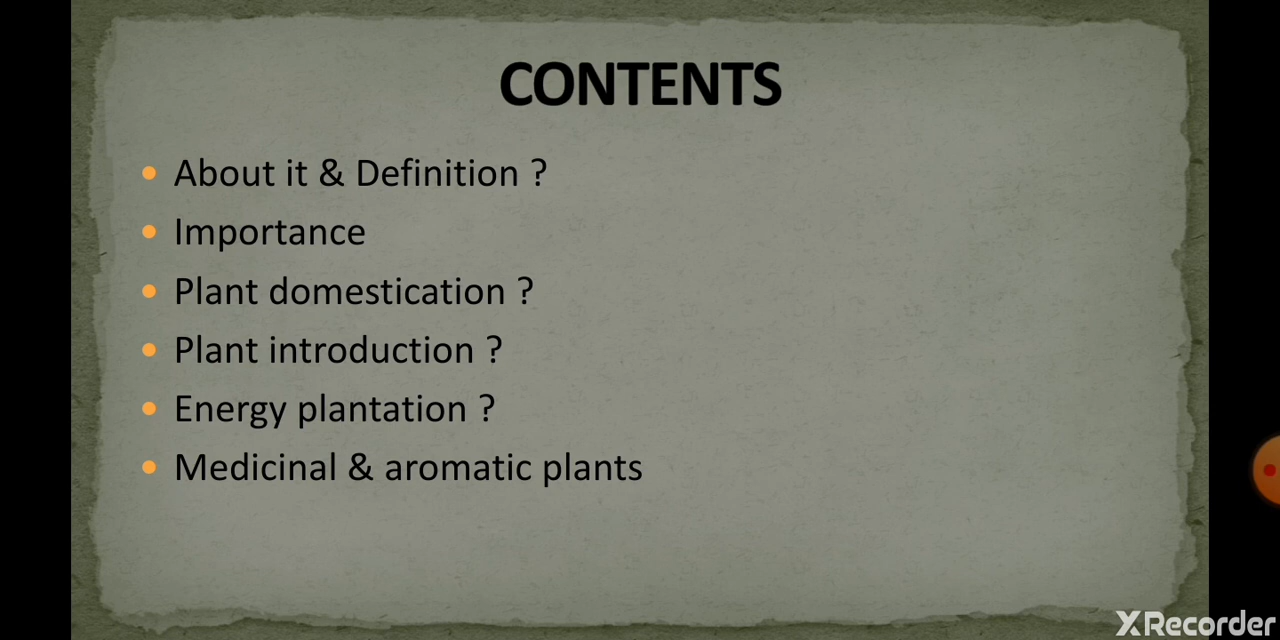 CONTENTS
About it & Definition ?
Importance
Plant domestication ?
Plant introduction ?
Energy plantation ?
Medicinal & aromatic plants
XRecorder